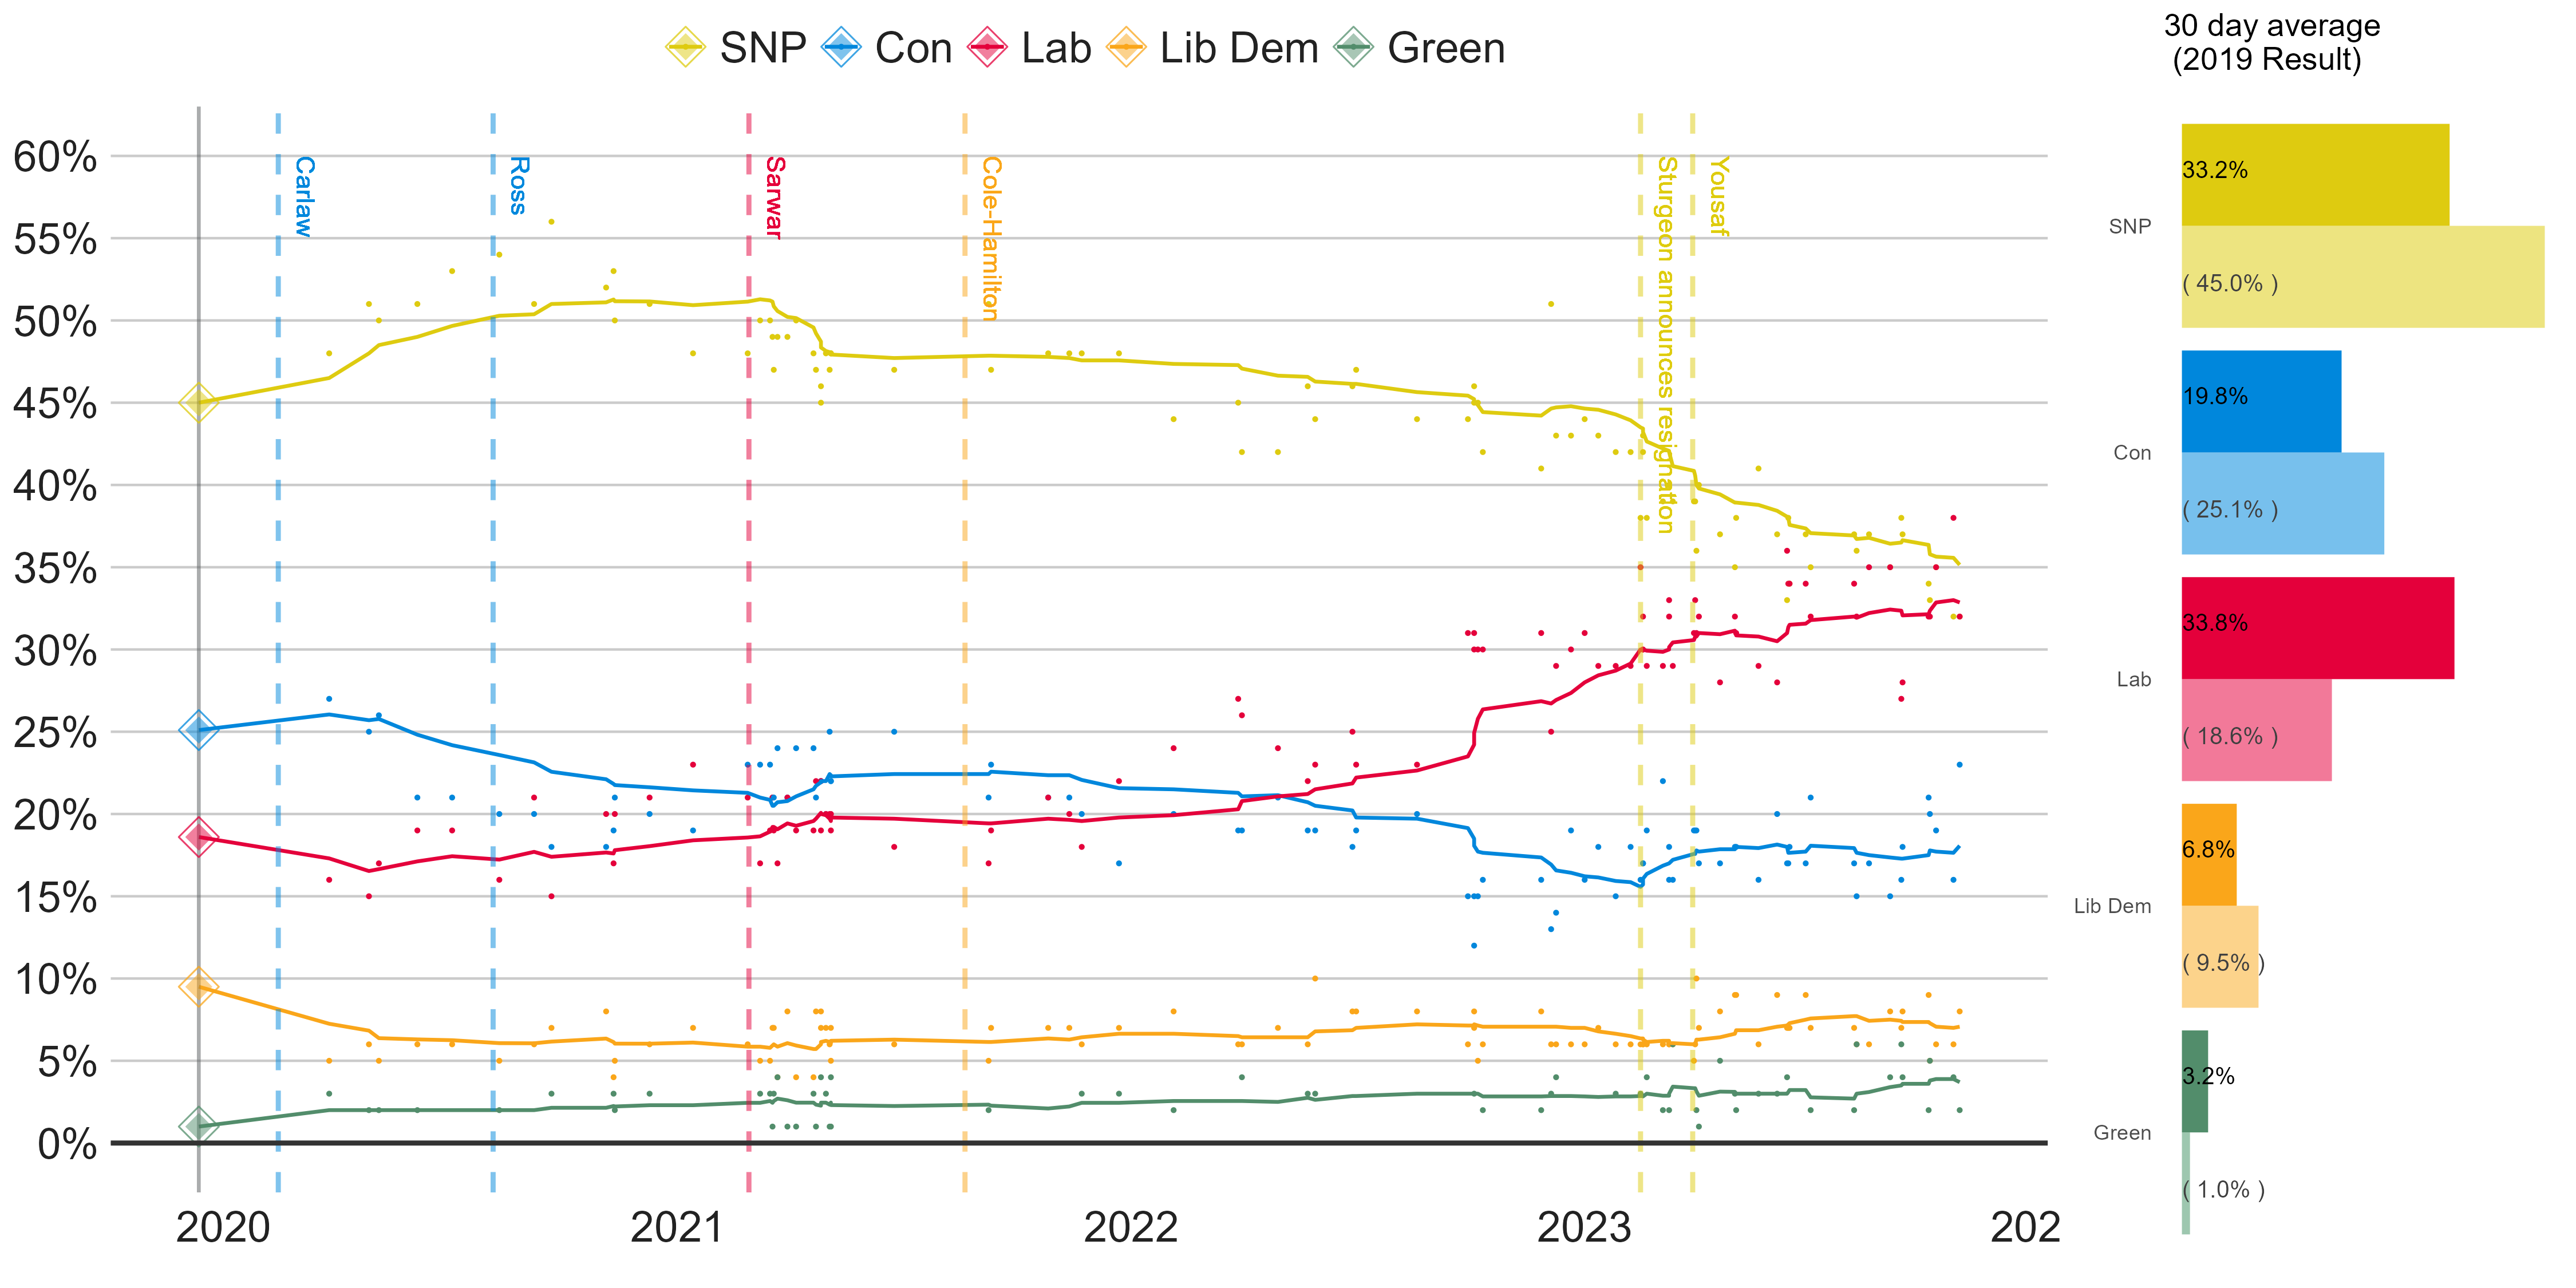 SNP Con Lab Lib Dem Green
30 day average
(2019 Result)
60%
55%
50%
45%
40%
35%
30%
25%
20%
15%
10%
5%
0%
Carlaw
Ross
Sarwar
Cole-Hamilton
Sturgeon announces resignation
Yousaf
2020 2021 2022 2023 202
SNP
33.2%
( 45.0% )
Con
19.8%
( 25.1% )
Lab
33.8%
( 18.6% )
Lib Dem
6.8%
( 9.5% )
Green
3.2%
( 1.0% )